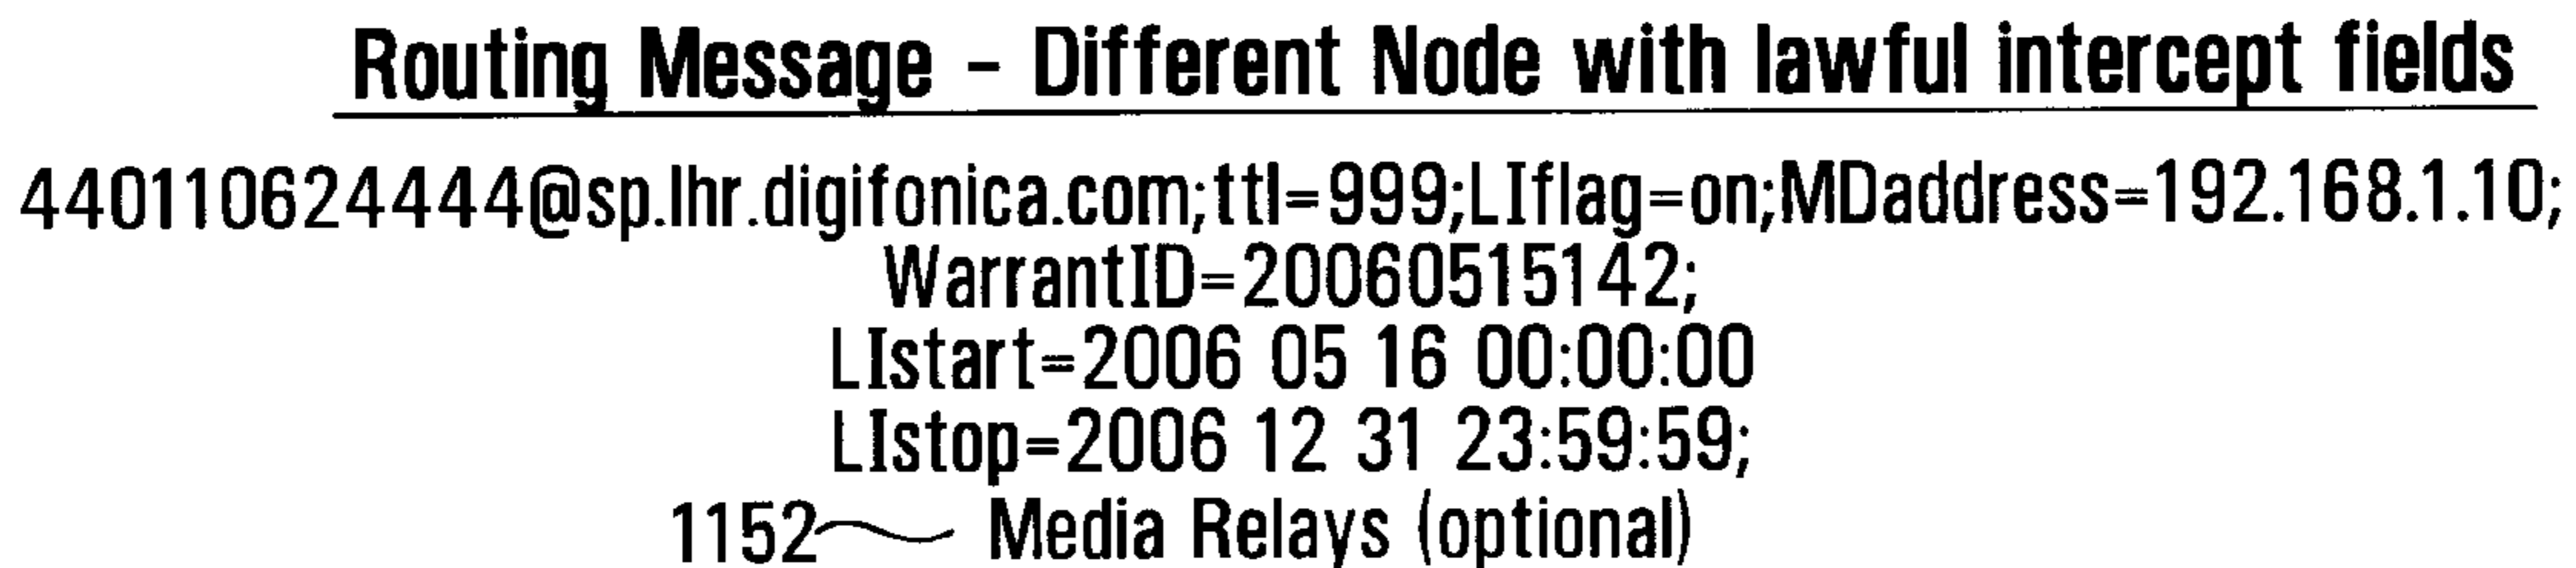 Routing Message – Different Node with lawful intercept fields
440110624444@sp.lhr.digifonica.com;ttl=999;LIflag=on;MDaddress=192.168.1.10;
WarrantID=20060515142;
LIstart=2006 05 16 00:00:00
LIstop=2006 12 31 23:59:59;
1152 Media Relays (optional)